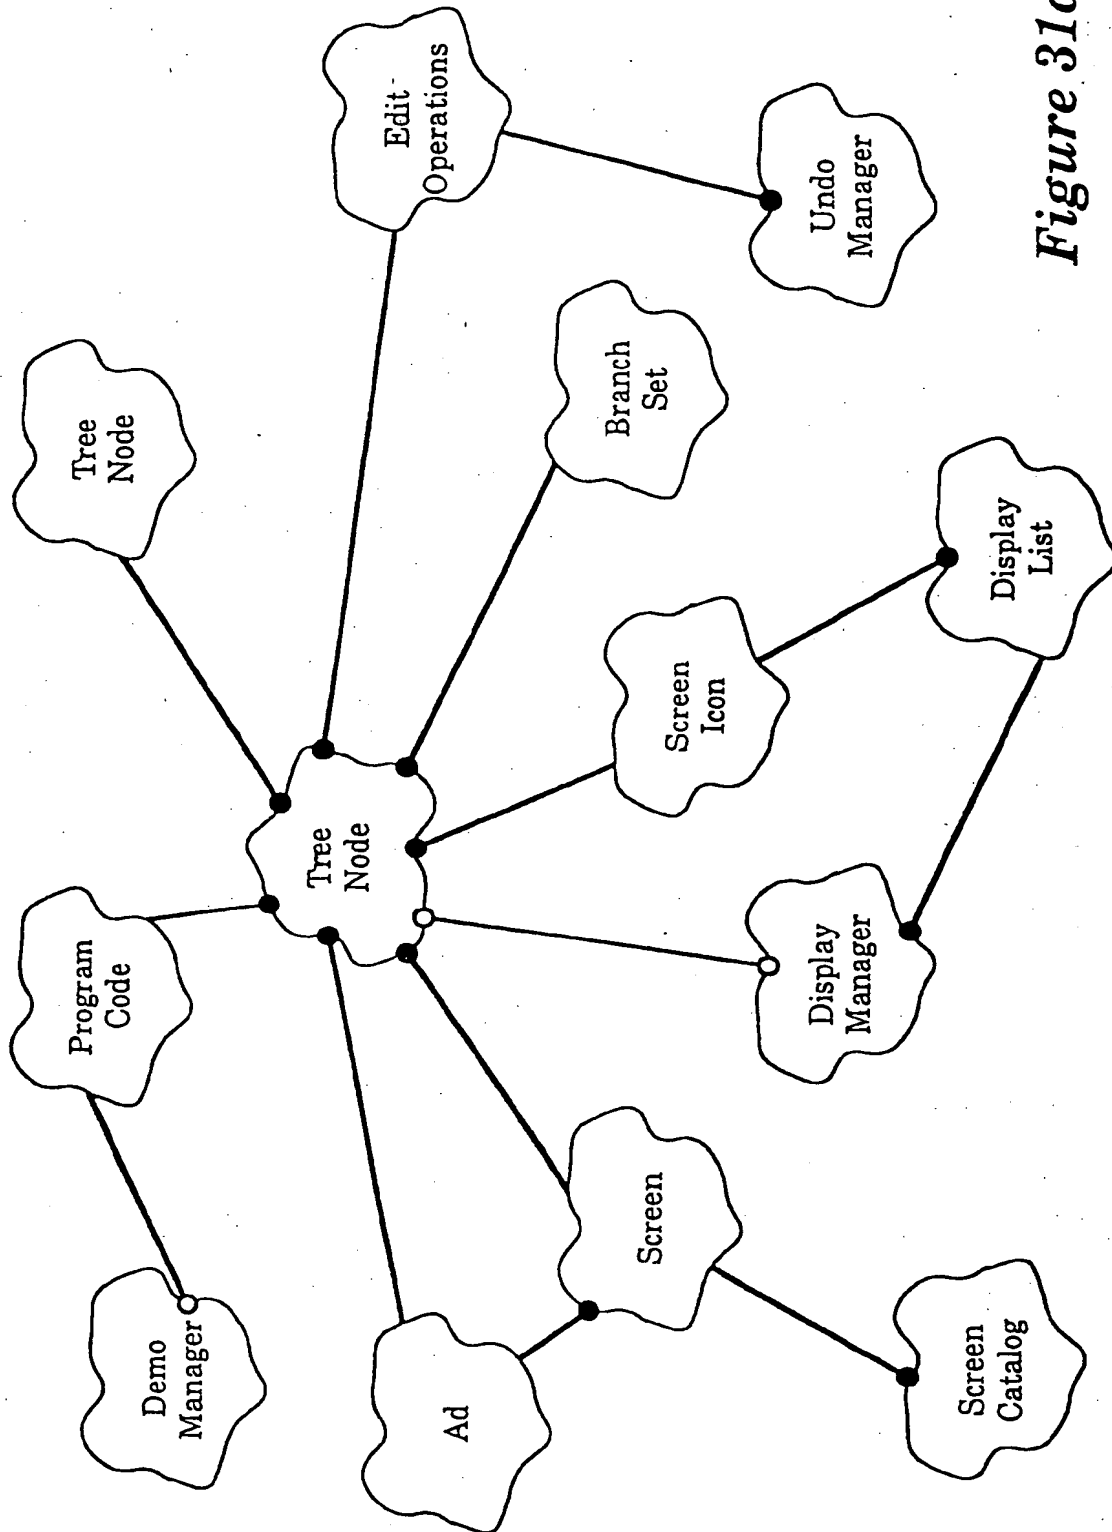 Demo
Manager
Program
Code
Tree
Node
Ad
Tree
Node
Edit
Operations
Screen
Screen
Icon
Branch
Set
Screen
Catalog
Display
Manager
Display
List
Undo
Manager
Figure